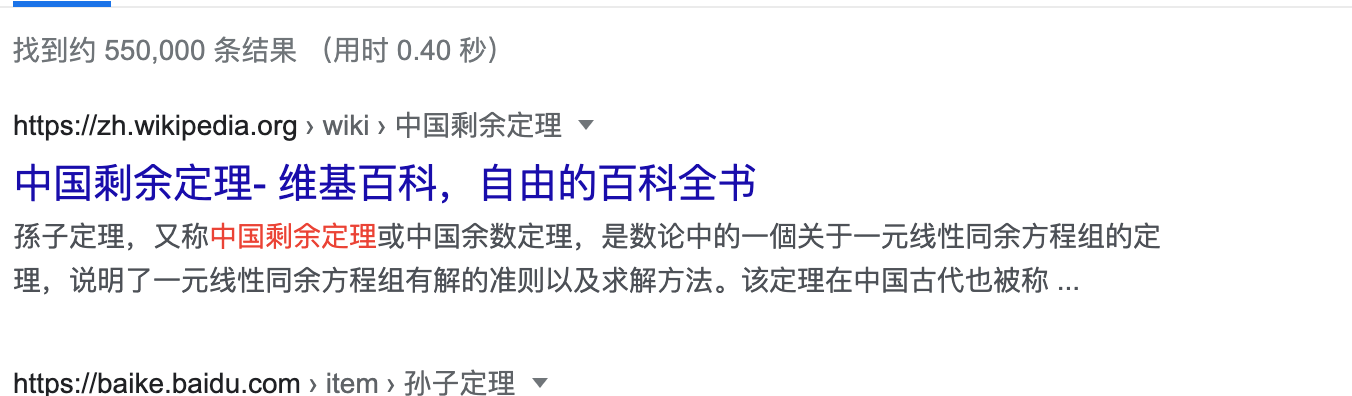 找到约 550,000 条结果 （用时 0.40 秒）
https://zh.wikipedia.org › wiki › 中国剩余定理
中国剩余定理- 维基百科，自由的百科全书
孫子定理，又称中国剩余定理或中国余数定理，是数论中的一個关于一元线性同余方程组的定
理，说明了一元线性同余方程组有解的准则以及求解方法。该定理在中国古代也被称 ...
https://baike.baidu.com › item › 孙子定理